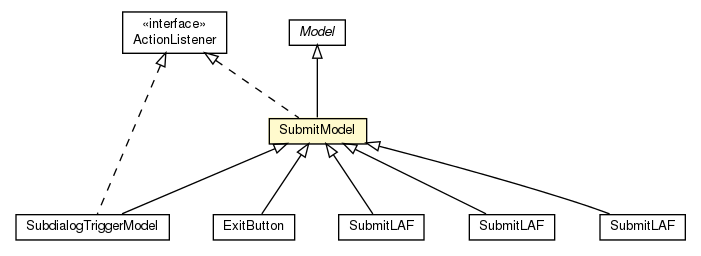 «interface»
ActionListener
Model
SubmitModel
SubdialogTriggerModel
ExitButton
SubmitLAF
SubmitLAF
SubmitLAF